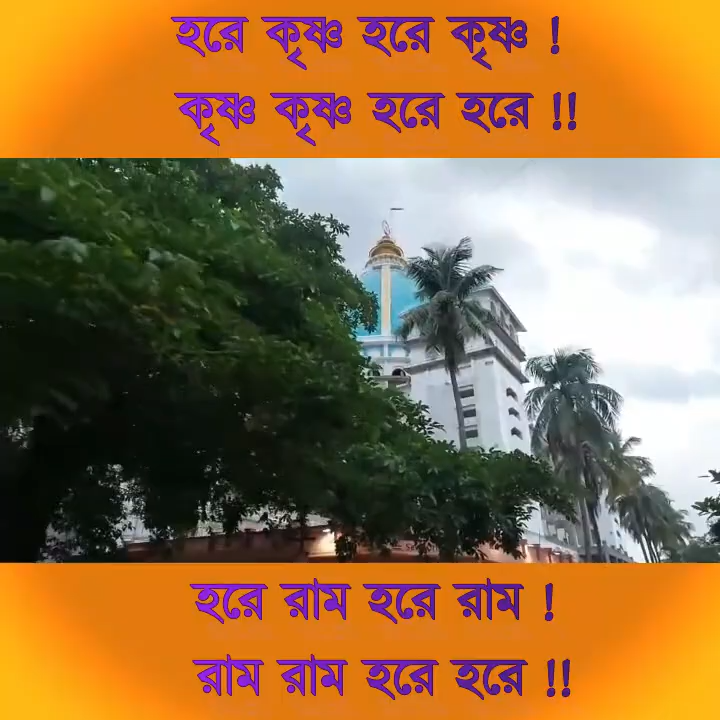 হরে কৃষ্ণ হরে কৃষ্ণ !
কৃষ্ণ কৃষ্ণ হরে হরে !!
হরে রাম হরে রাম !
রাম রাম হরে হরে !!